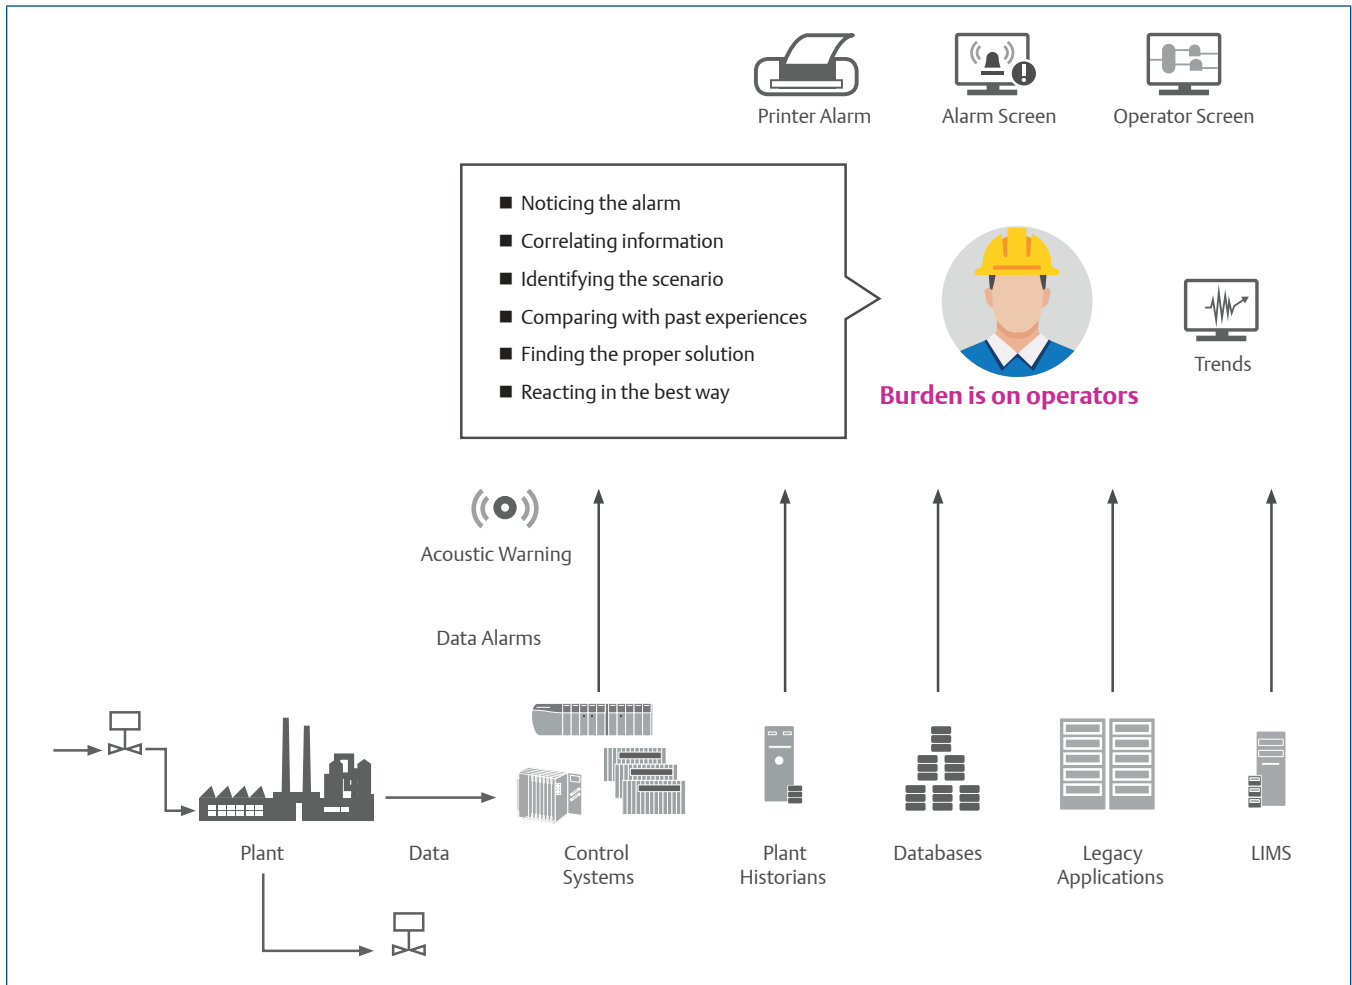 Printer Alarm
Alarm Screen
Operator Screen
Noticing the alarm
Correlating information
Identifying the scenario
Comparing with past experiences
Finding the proper solution
Reacting in the best way
Burden is on operators
Trends
Acoustic Warning
Data Alarms
Plant
Data
Control
Systems
Plant
Historians
Databases
Legacy
Applications
LIMS